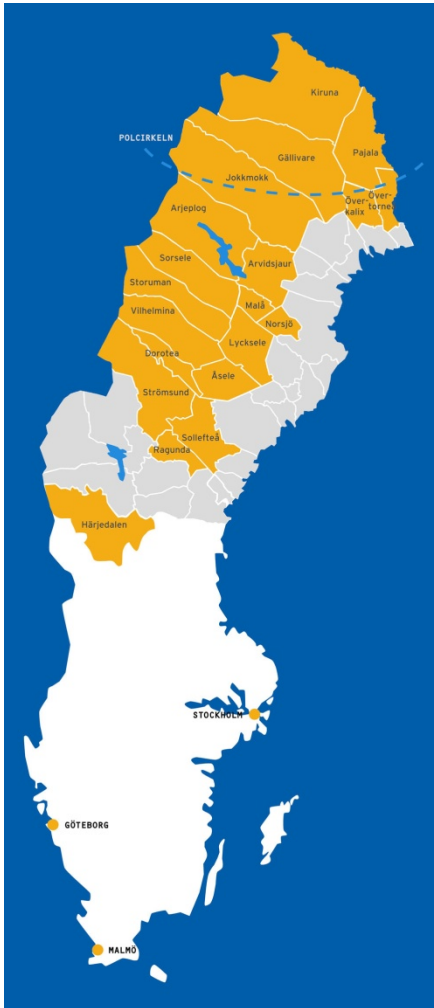 Kiruna
POLCIRKELN
Gällivare
Pajala
Jokkmokk
Över-
kalix
Över-
torneå
Arjeplog
Sorsele
Arvidsjaur
Storuman
Malå
Vilhelmina
Norsjö
Lycksele
Dorotea
Åsele
Strömsund
Sollefteå
Ragunda
Härjedalen
STOCKHOLM
GÖTEBORG
MALMÖ